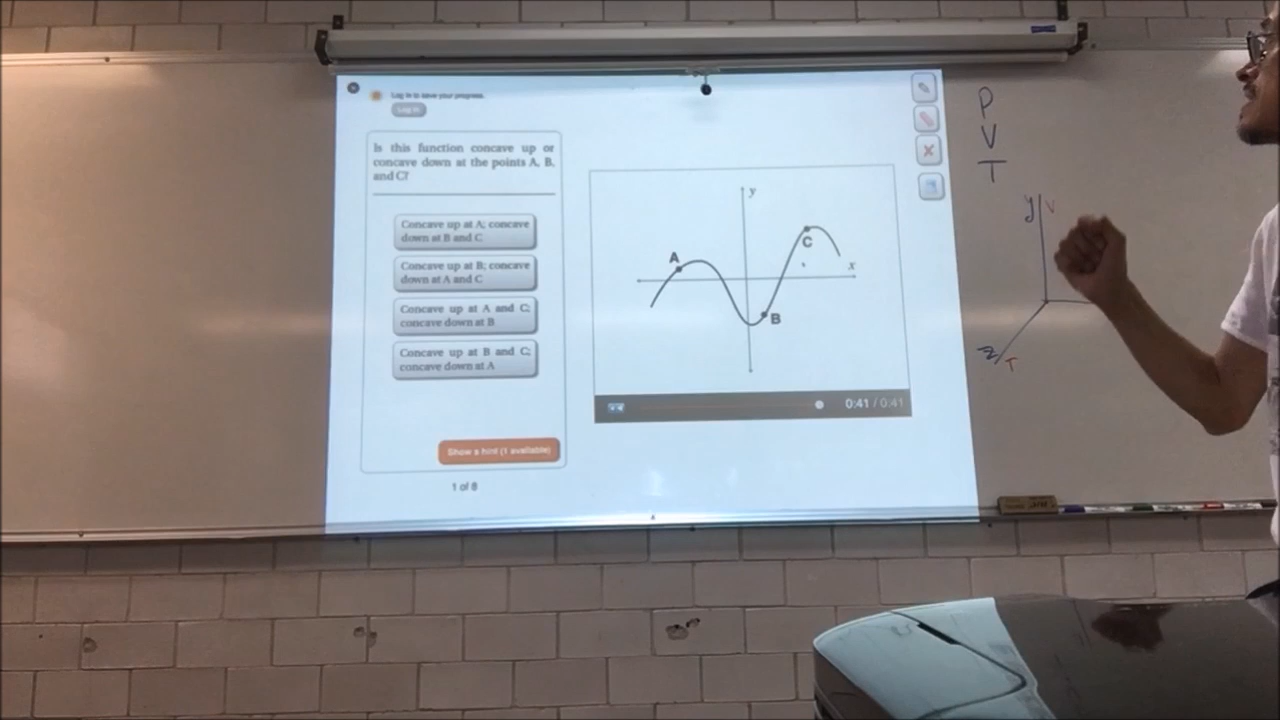 Log in to save your progress.
Log in
Is this function concave up or
concave down at the points A, B,
and C?
Concave up at A; concave
down at B and C
Concave up at B; concave
down at A and C
Concave up at A and C;
concave down at B
Concave up at B and C;
concave down at A
Show a hint (1 available)
1 of 8
y
A
C
x
B
0:41 / 0:41
P
V
T
y V
z T